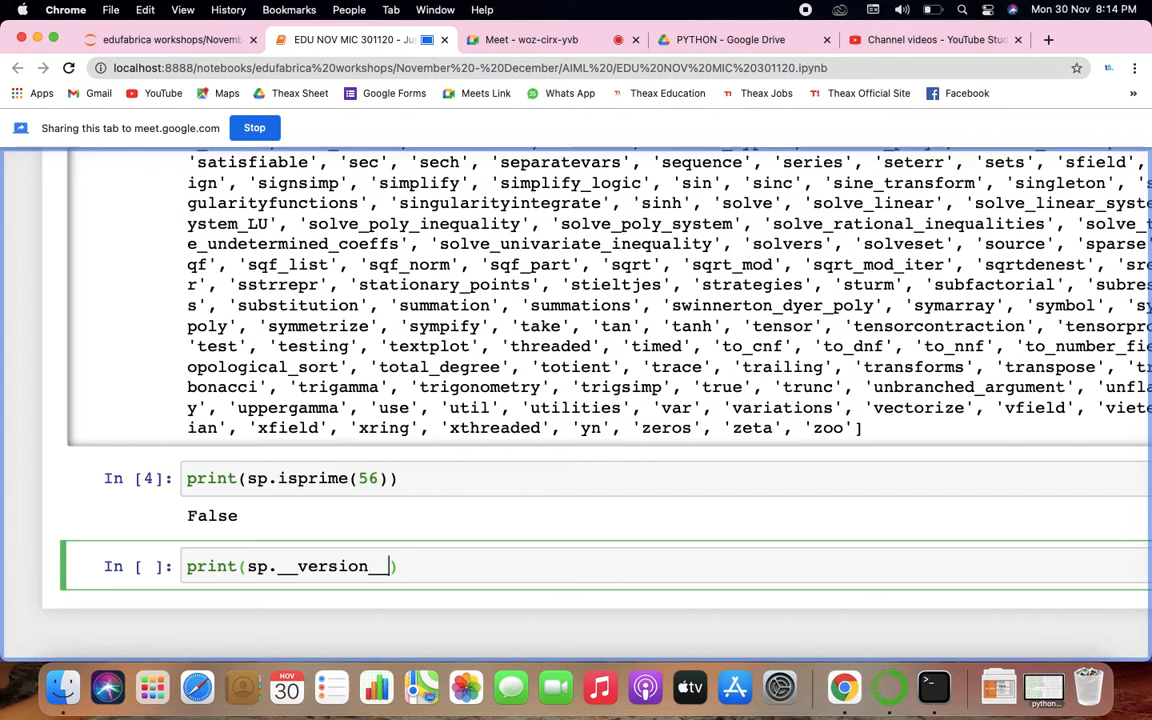 Chrome File Edit View History Bookmarks People Tab Window Help Mon 30 Nov 8:14 PM
edufabrica workshops/Novemb
EDU NOV MIC 301120 - Ju
Meet - woz-cirx-yvb
PYTHON - Google Drive
Channel videos - YouTube Stu
localhost:8888/notebooks/edufabrica%20workshops/November%20-%20December/AIML%20/EDU%20NOV%20MIC%20301120.ipynb
Apps Gmail YouTube Maps Theax Sheet Google Forms Meets Link Whats App Theax Education Theax Jobs Theax Official Site Facebook
Sharing this tab to meet.google.com Stop
'satisfiable', 'sec', 'sech', 'separatevars', 'sequence', 'series', 'seterr', 'sets', 'sfield',
ign', 'signsimp', 'simplify', 'simplify_logic', 'sin', 'sinc', 'sine_transform', 'singleton', 's
gularityfunctions', 'singularityintegrate', 'sinh', 'solve', 'solve_linear', 'solve_linear_syst
ystem_LU', 'solve_poly_inequality', 'solve_poly_system', 'solve_rational_inequalities', 'solve_t
e_undetermined_coeffs', 'solve_univariate_inequality', 'solvers', 'solveset', 'source', 'sparse
qf', 'sqf_list', 'sqf_norm', 'sqf_part', 'sqrt', 'sqrt_mod', 'sqrt_mod_iter', 'sqrtdenest', 'sr
r', 'sstrrepr', 'stationary_points', 'stieltjes', 'strategies', 'sturm', 'subfactorial', 'subres
s', 'substitution', 'summation', 'summations', 'swinnerton_dyer_poly', 'symarray', 'symbol', 'sy
poly', 'symmetrize', 'sympify', 'take', 'tan', 'tanh', 'tensor', 'tensorcontraction', 'tensorpro
'test', 'testing', 'textplot', 'threaded', 'timed', 'to_cnf', 'to_dnf', 'to_nnf', 'to_number_fie
opological_sort', 'total_degree', 'totient', 'trace', 'trailing', 'transforms', 'transpose', 'tr
bonacci', 'trigamma', 'trigonometry', 'trigsimp', 'true', 'trunc', 'unbranched_argument', 'unfla
y', 'uppergamma', 'use', 'util', 'utilities', 'var', 'variations', 'vectorize', 'vfield', 'viete
ian', 'xfield', 'xring', 'xthreaded', 'yn', 'zeros', 'zeta', 'zoo']
In [4]: print(sp.isprime(56))
False
In [ ]: print(sp.__version__)
NOV
30
tv
python...